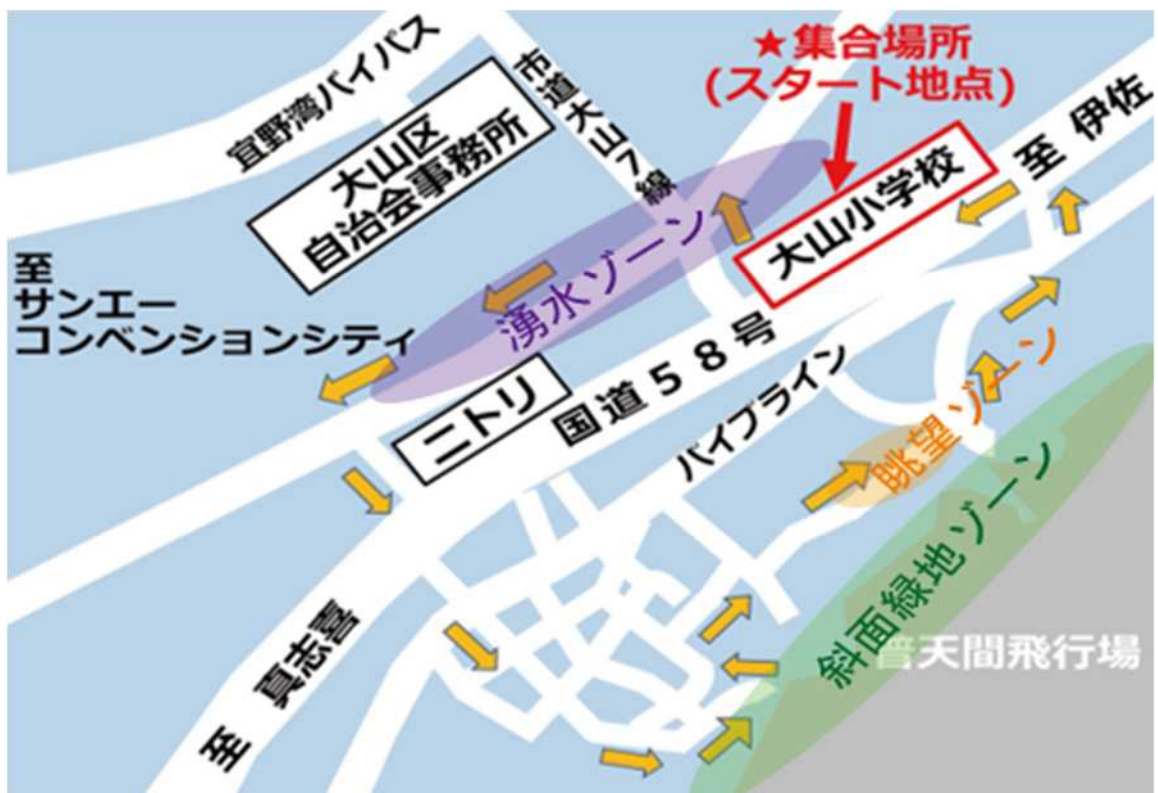 ★集合場所
(スタート地点)
宜野湾バイパス
市道大山7線
大山区
自治会事務所
至 伊佐
大山小学校
至
サンエー
コンベンションシティ
湧水ゾーン
ニトリ
国道58号
パイプライン
眺望ゾーン
斜面緑地ゾーン
普天間飛行場
至 真志喜